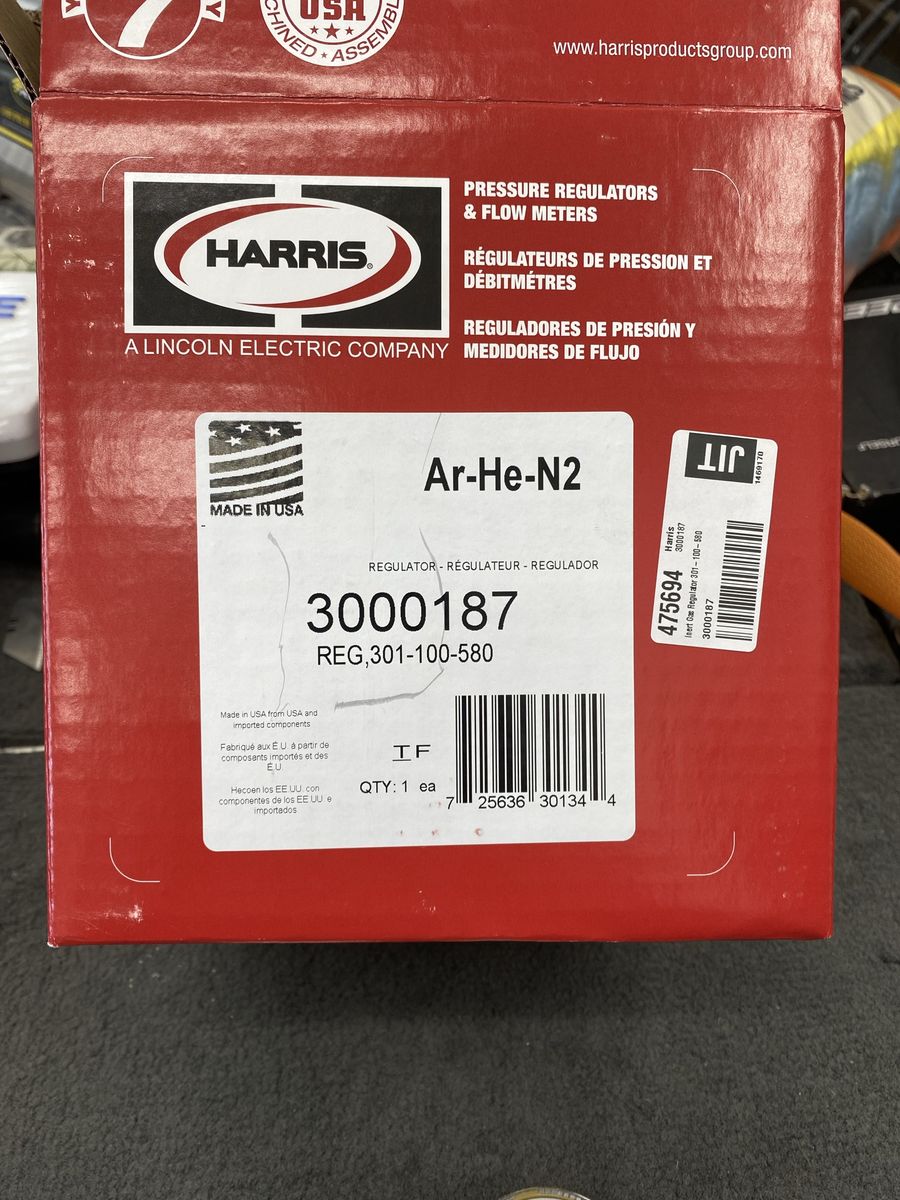 7
USA
CHINED ★ ASSEMBL
www.harrisproductsgroup.com
HARRIS®
A LINCOLN ELECTRIC COMPANY
PRESSURE REGULATORS
& FLOW METERS
RÉGULATEURS DE PRESSION ET
DÉBITMÉTRES
REGULADORES DE PRESIÓN Y
MEDIDORES DE FLUJO
MADE IN USA
Ar-He-N2
REGULATOR - RÉGULATEUR - REGULADOR
3000187
REG,301-100-580
Made in USA from USA and
imported components
Fabriqué aux É.U. à partir de
composants importés et des
É.U.
Hecoen los EE.UU. con
componentes de los EE.UU. e
importados
IF
QTY: 1 ea
7 25636 30134 4
JIT
1469170
475694
Harris
3000187
Inert Gas Regulator 301-100-580
3000187